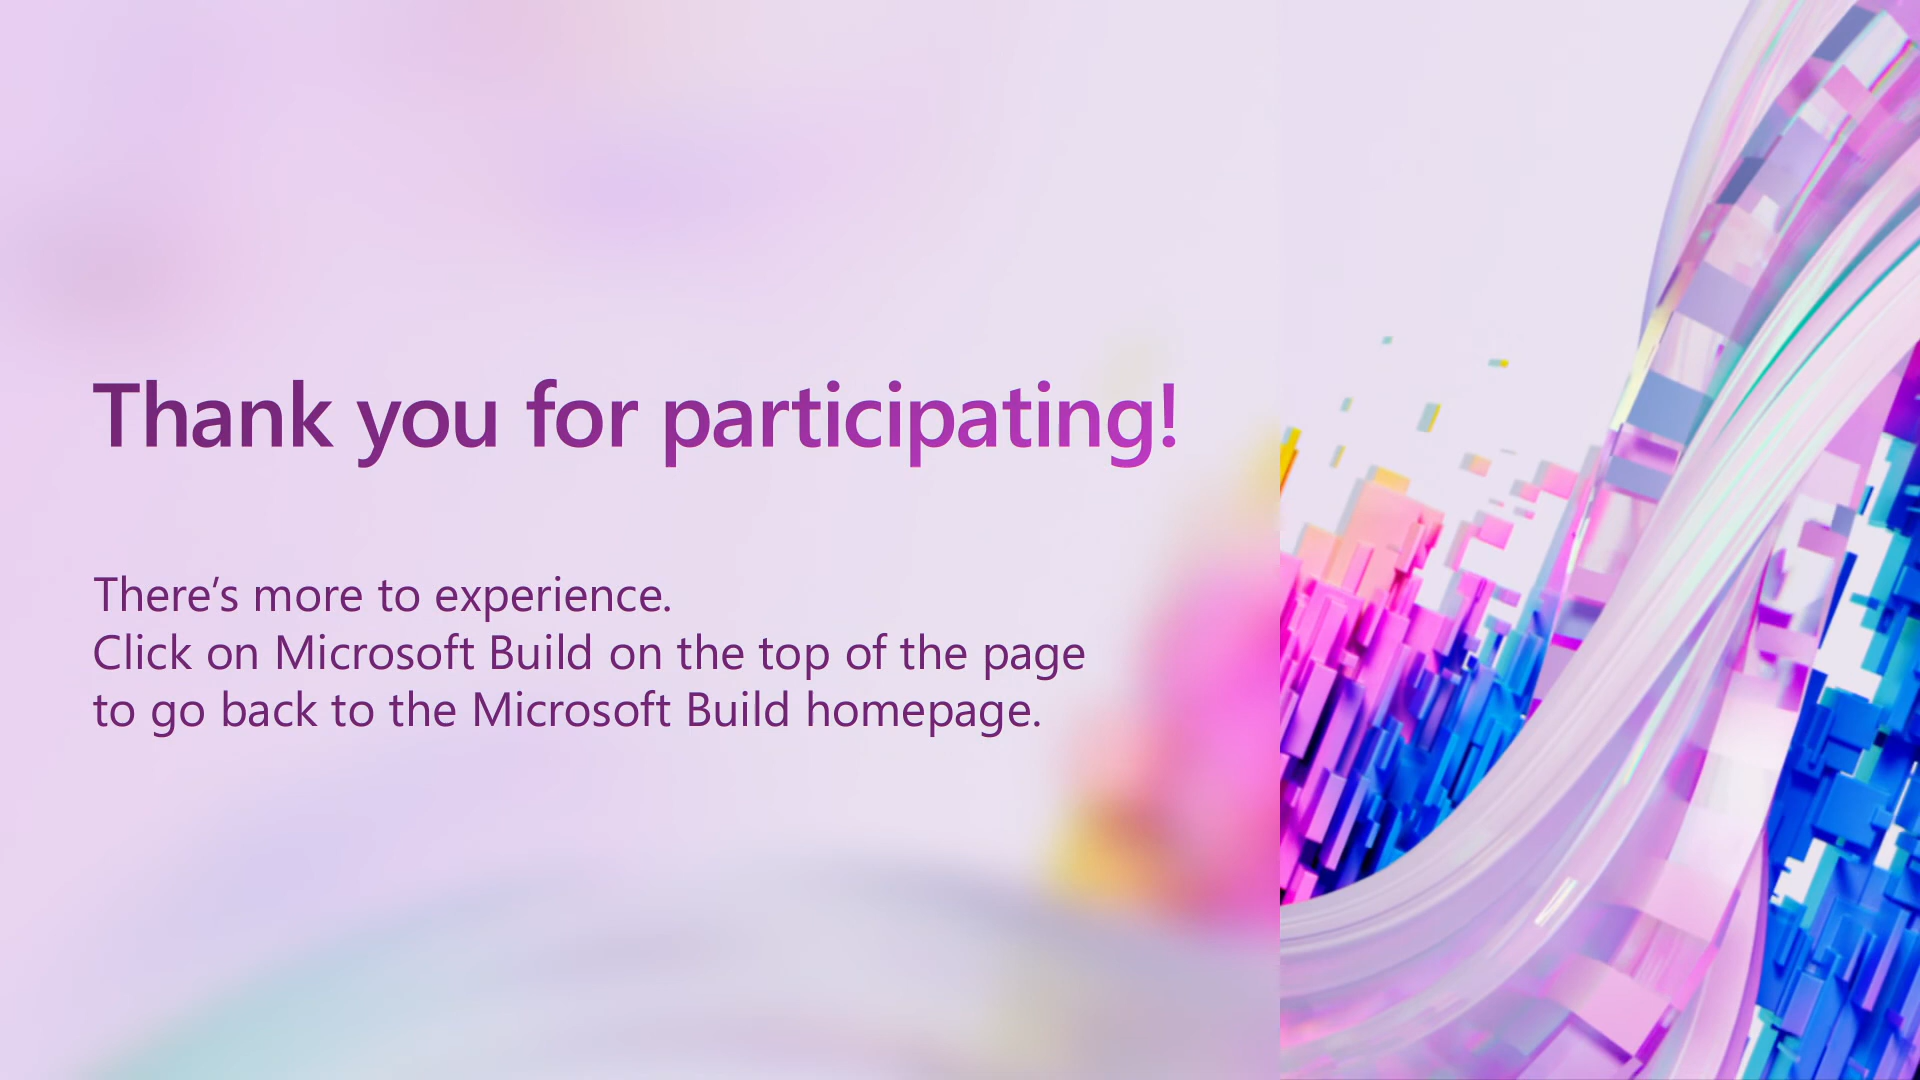 Thank you for participating!
There’s more to experience.
Click on Microsoft Build on the top of the page
to go back to the Microsoft Build homepage.